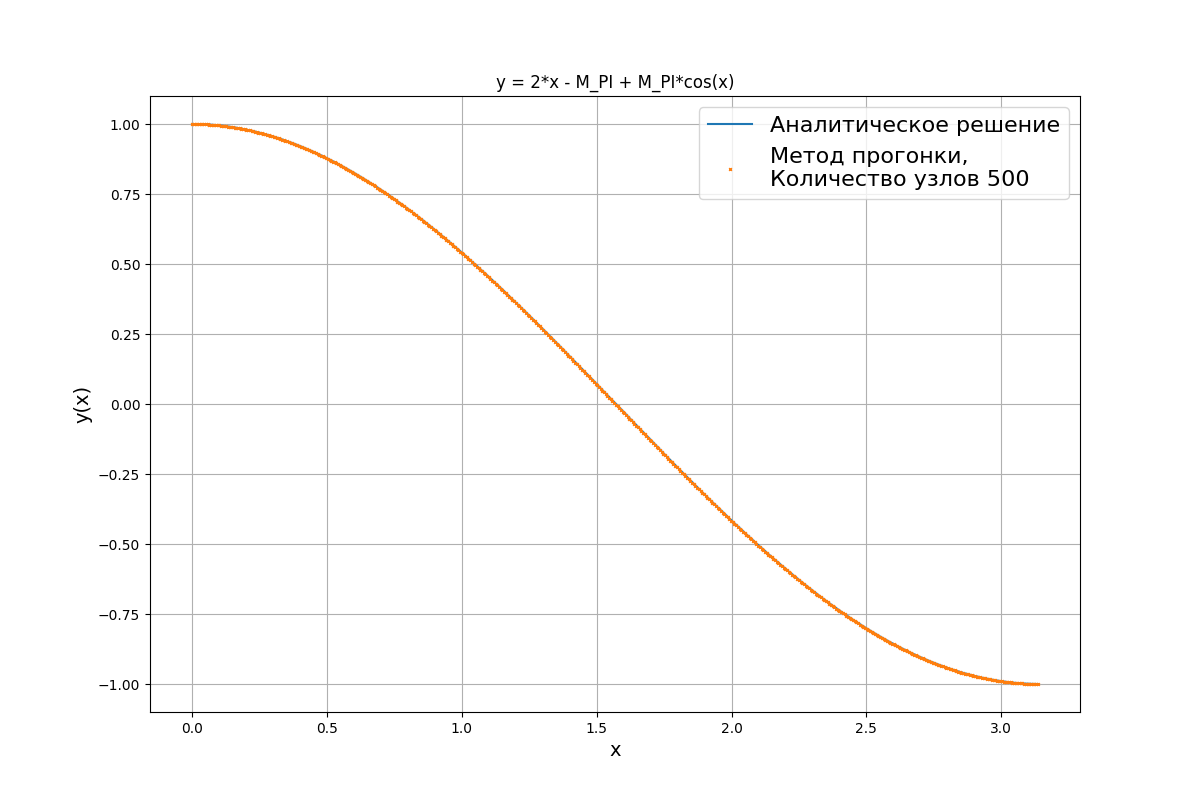 y = 2*x - M_PI + M_PI*cos(x)
Аналитическое решение
Метод прогонки,
Количество узлов 500
1.00
0.75
0.50
0.25
0.00
−0.25
−0.50
−0.75
−1.00
y(x)
0.0 0.5 1.0 1.5 2.0 2.5 3.0
x